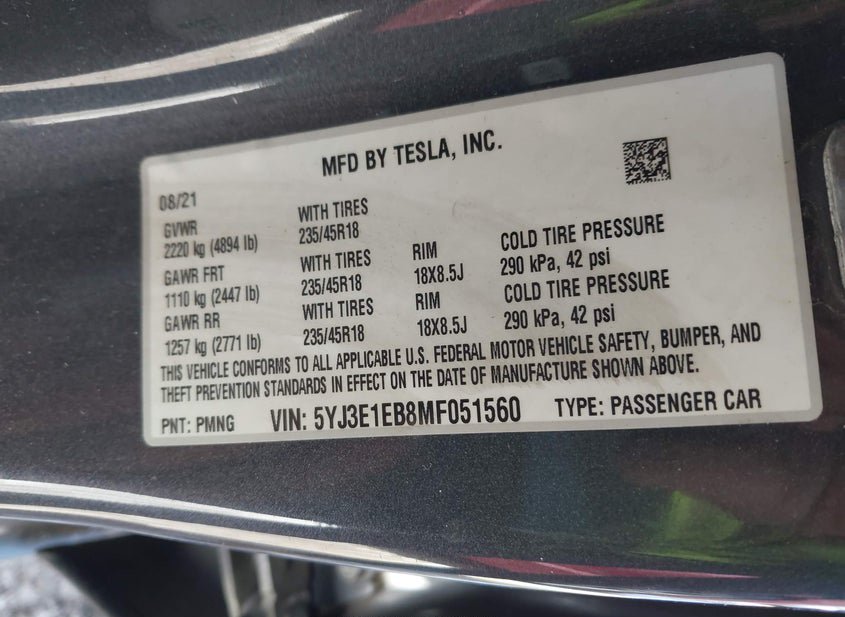 MFD BY TESLA, INC.
08/21
GVWR WITH TIRES
2220 kg (4894 lb) 235/45R18
GAWR FRT WITH TIRES RIM COLD TIRE PRESSURE
1110 kg (2447 lb) 235/45R18 18X8.5J 290 kPa, 42 psi
GAWR RR WITH TIRES RIM COLD TIRE PRESSURE
1257 kg (2771 lb) 235/45R18 18X8.5J 290 kPa, 42 psi
THIS VEHICLE CONFORMS TO ALL APPLICABLE U.S. FEDERAL MOTOR VEHICLE SAFETY, BUMPER, AND
THEFT PREVENTION STANDARDS IN EFFECT ON THE DATE OF MANUFACTURE SHOWN ABOVE.
PNT: PMNG VIN: 5YJ3E1EB8MF051560 TYPE: PASSENGER CAR